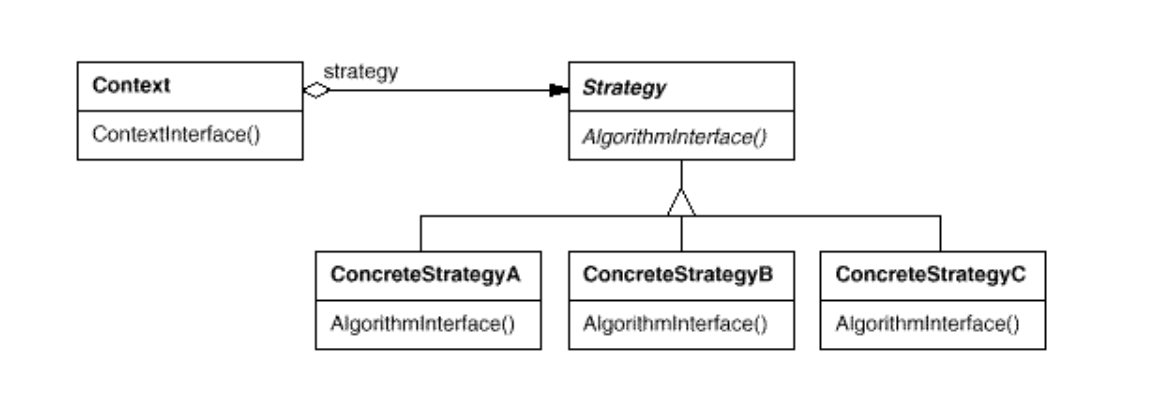 strategy
Context
ContextInterface()
Strategy
AlgorithmInterface()
ConcreteStrategyA
AlgorithmInterface()
ConcreteStrategyB
AlgorithmInterface()
ConcreteStrategyC
AlgorithmInterface()